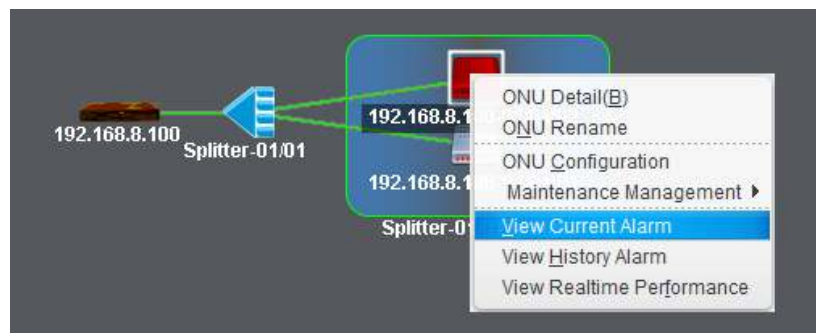 192.168.8.100
Splitter-01/01
192.168.8.1
192.168.8.1
Splitter-0
ONU Detail(B)
ONU Rename
ONU Configuration
Maintenance Management
View Current Alarm
View History Alarm
View Realtime Performance